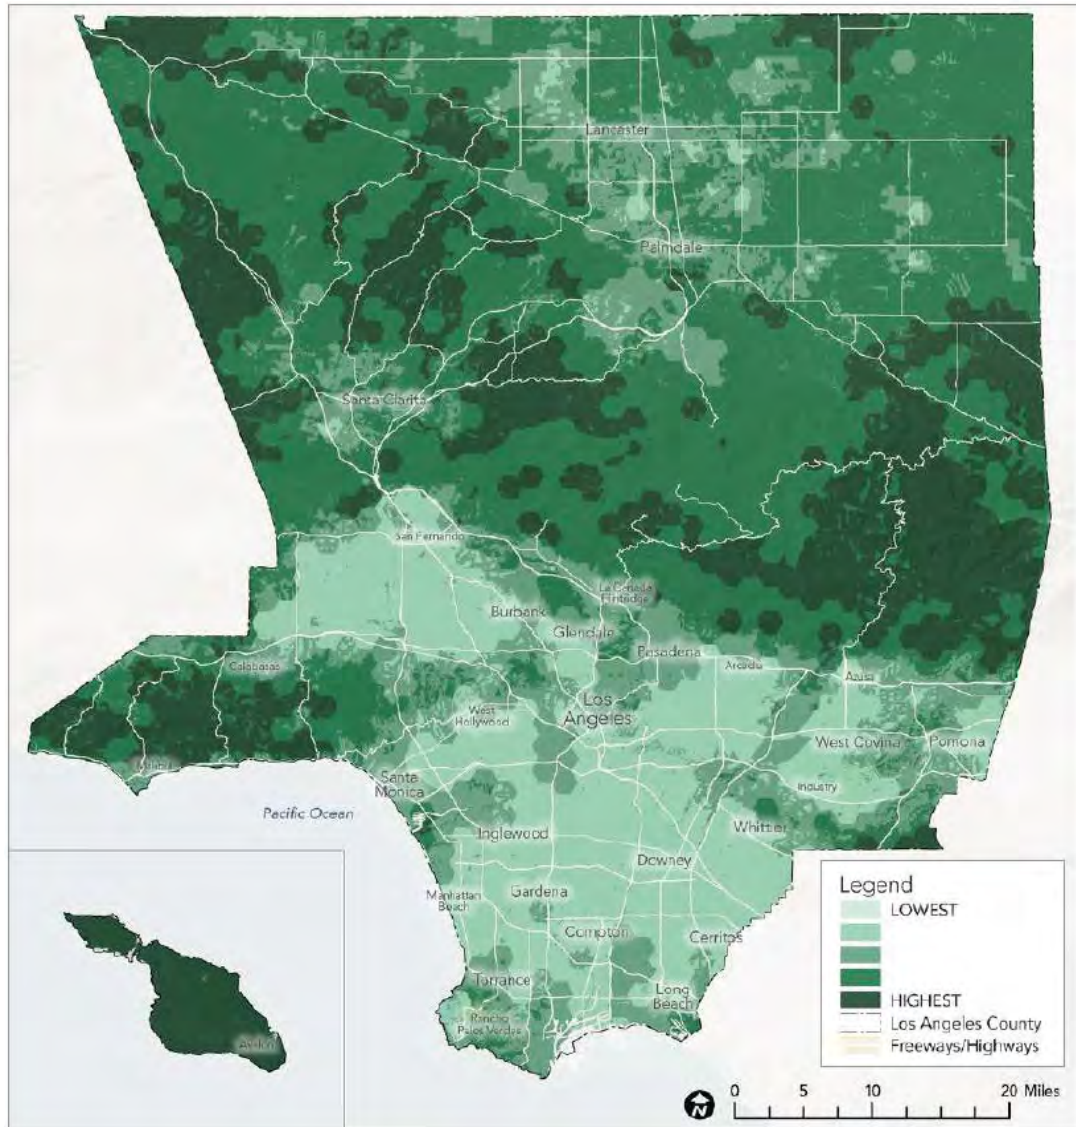 Lancaster
Palmdale
Santa Clarita
San Fernando
La Cañada
Flintridge
Burbank
Glendale
Pasadena
Arcadia
Azusa
Calabasas
West
Hollywood
Los
Angeles
West Covina
Pomona
Malibu
Santa
Monica
Industry
Pacific Ocean
Inglewood
Whittier
Downey
Manhattan
Beach
Gardena
Compton
Cerritos
Torrance
Long
Beach
Rancho
Palos Verdes
Avalon
Legend
LOWEST
HIGHEST
Los Angeles County
Freeways/Highways
N
0 5 10 20 Miles